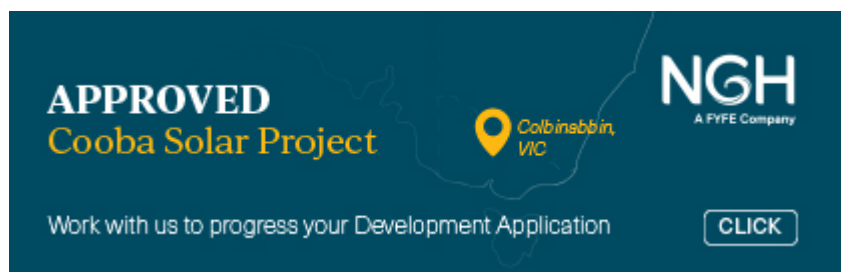 APPROVED
Cooba Solar Project
Colbinabbin,
VIC
NGH
A FYFE Company
Work with us to progress your Development Application
CLICK